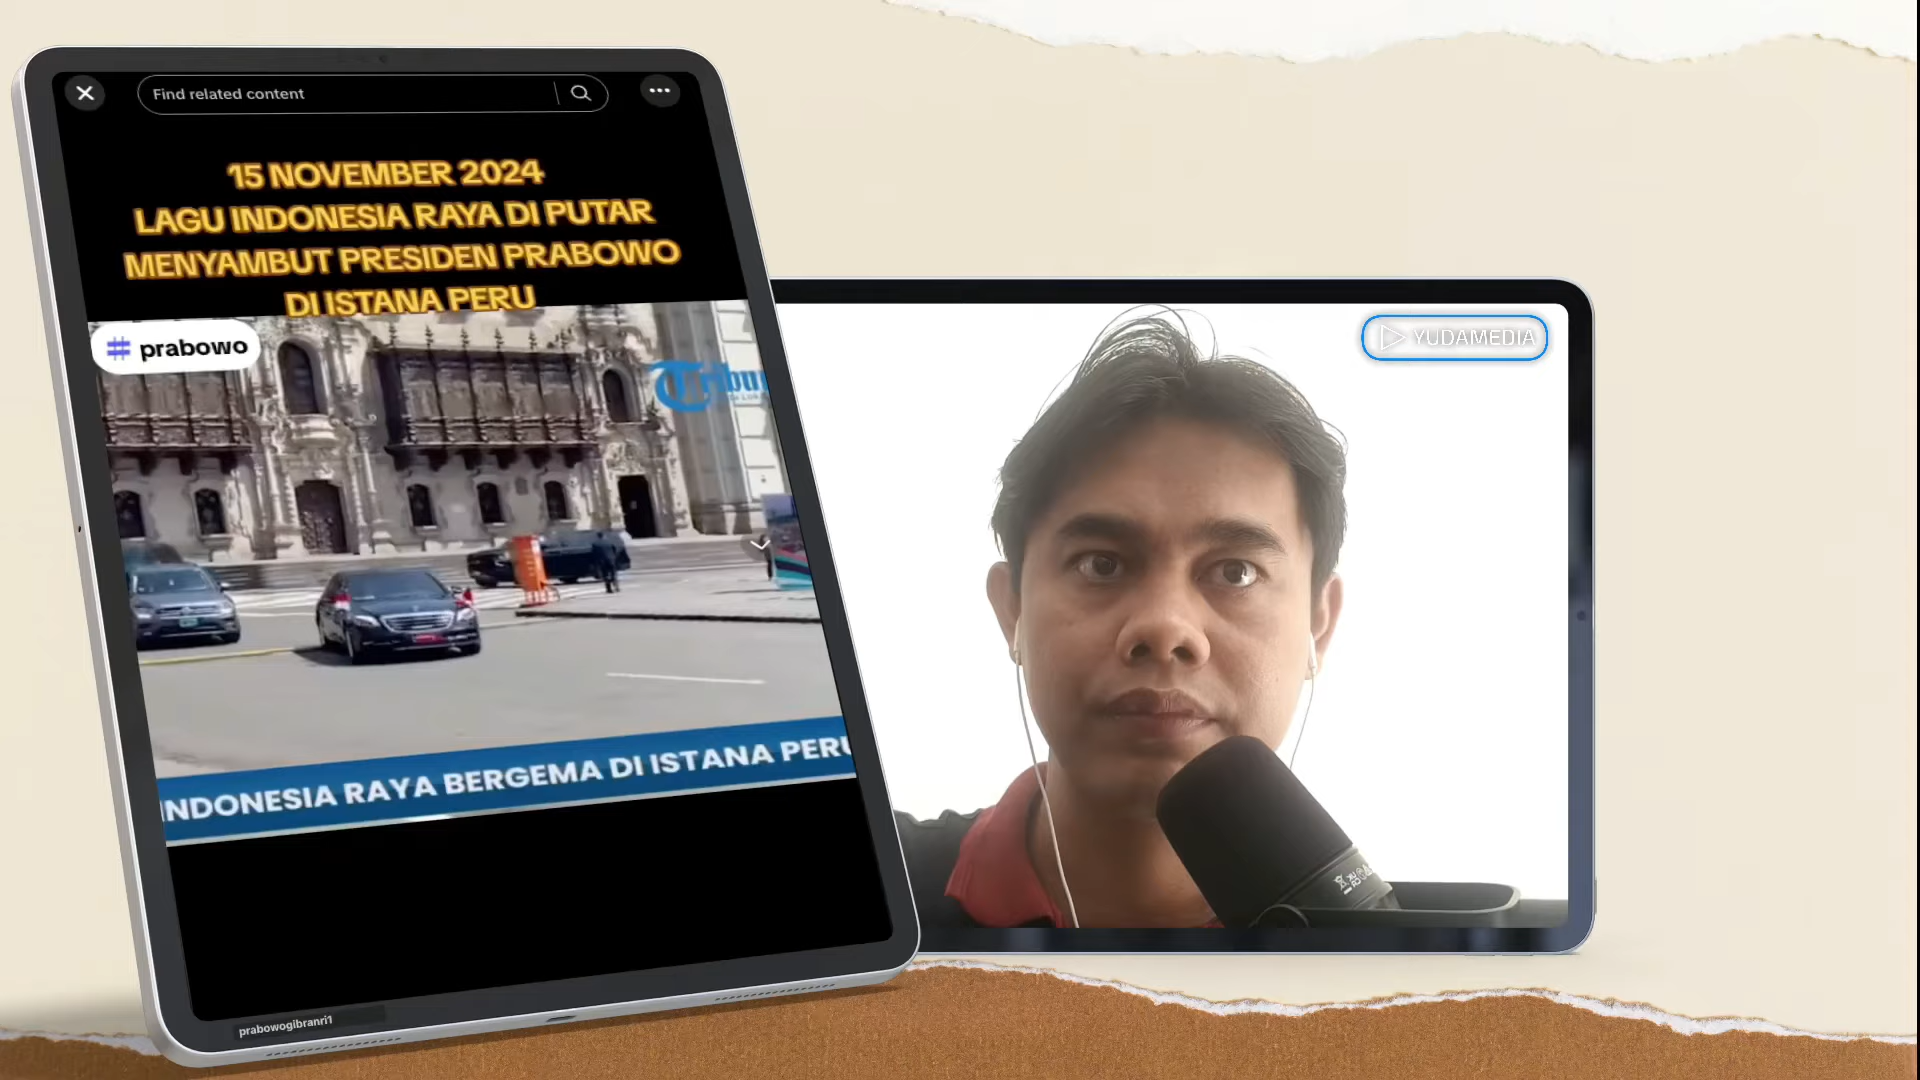 Find related content
15 NOVEMBER 2024
LAGU INDONESIA RAYA DI PUTAR
MENYAMBUT PRESIDEN PRABOWO
DI ISTANA PERU
# prabowo
Tribun
INDONESIA RAYA BERGEMA DI ISTANA PERU
prabowogibranri1
YUDAMEDIA